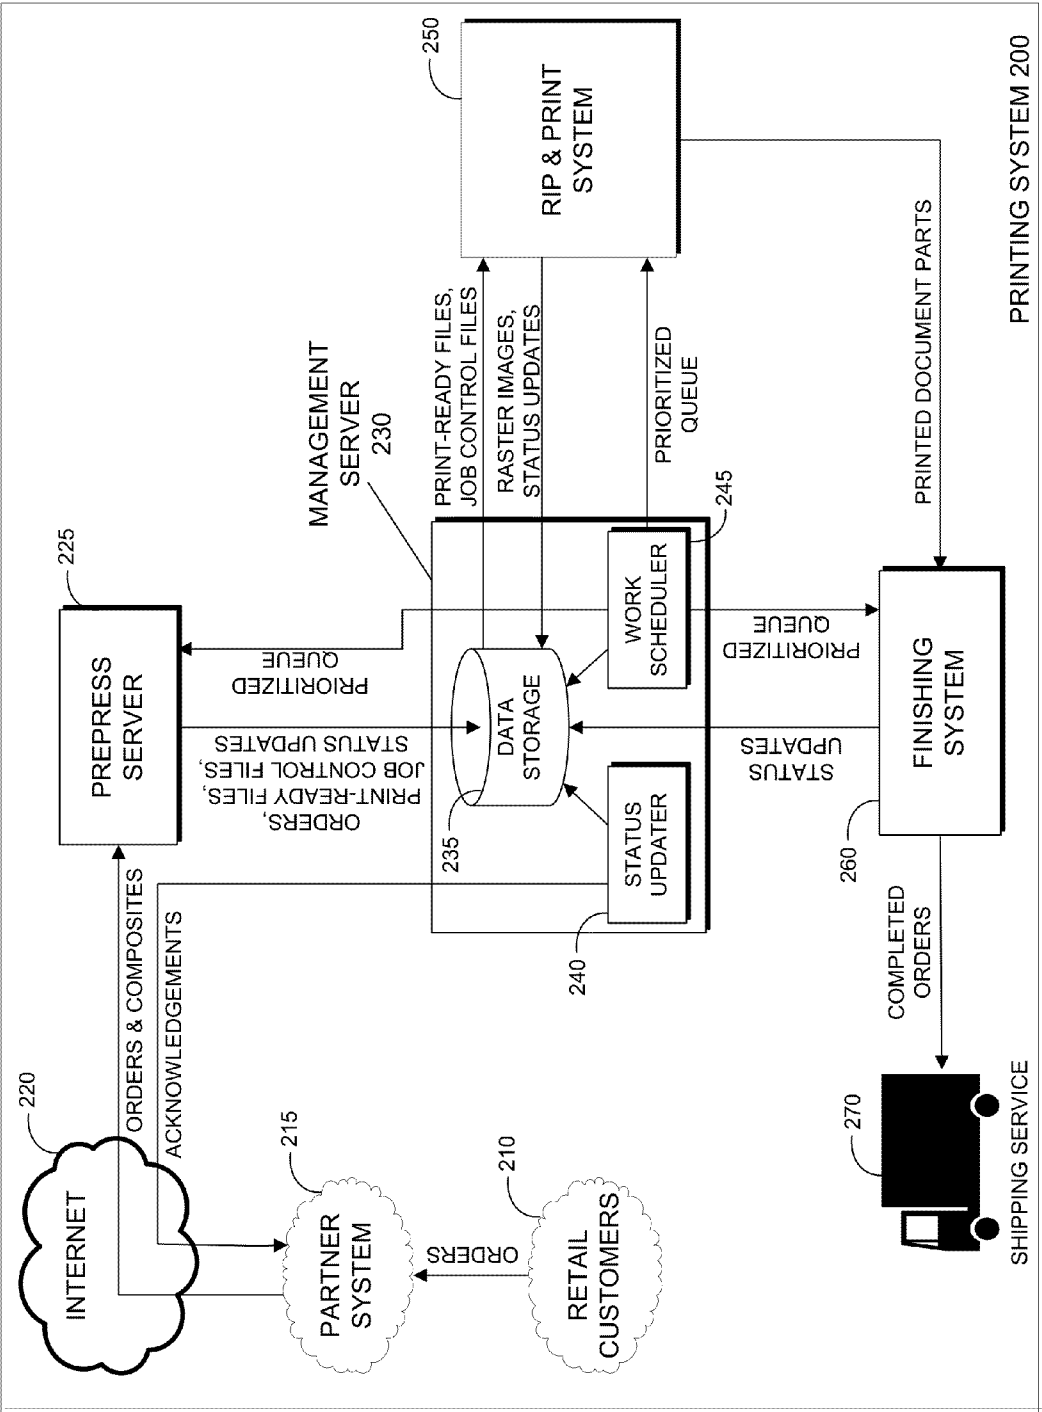 INTERNET
220
ORDERS & COMPOSITES
ACKNOWLEDGEMENTS
PARTNER
SYSTEM
215
ORDERS
RETAIL
CUSTOMERS
210
PREPRESS
SERVER
225
ORDERS,
PRINT-READY FILES,
JOB CONTROL FILES,
STATUS UPDATES
PRIORITIZED
QUEUE
MANAGEMENT
SERVER
230
DATA
STORAGE
235
STATUS
UPDATER
240
WORK
SCHEDULER
245
PRINT-READY FILES,
JOB CONTROL FILES
RASTER IMAGES,
STATUS UPDATES
PRIORITIZED
QUEUE
RIP & PRINT
SYSTEM
250
STATUS
UPDATES
PRIORITIZED
QUEUE
PRINTED DOCUMENT PARTS
FINISHING
SYSTEM
260
COMPLETED
ORDERS
270
SHIPPING SERVICE
PRINTING SYSTEM 200